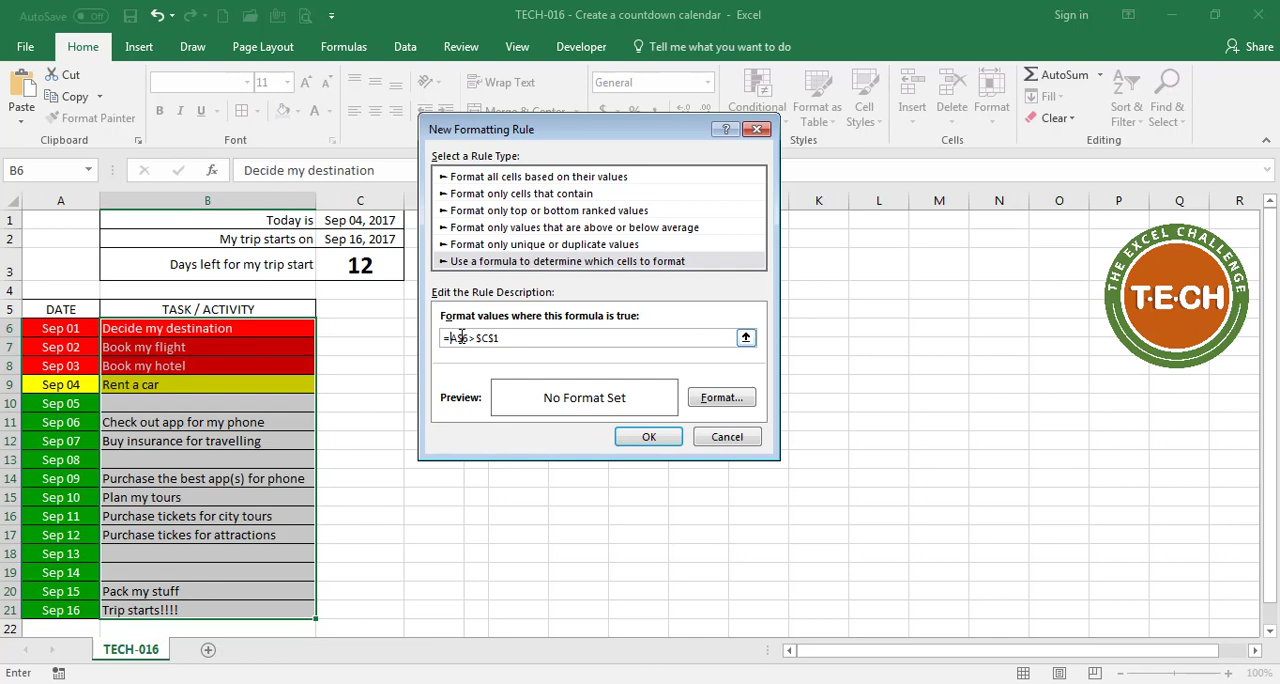 AutoSave Off TECH-016 - Create a countdown calendar - Excel Sign in
File Home Insert Draw Page Layout Formulas Data Review View Developer Tell me what you want to do Share
Paste Cut Copy Format Painter
Clipboard
11
Font
Wrap Text
Merge & Center
General
Conditional
Format as Table
Cell Styles
Styles
Insert Delete Format
Cells
AutoSum
Fill
Clear
Sort & Filter
Find & Select
Editing
B6 fx Decide my destination
A B C K L M N O P Q R
1 Today is Sep 04, 2017
2 My trip starts on Sep 16, 2017
3 Days left for my trip start 12
4
5 DATE TASK / ACTIVITY
6 Sep 01 Decide my destination
7 Sep 02 Book my flight
8 Sep 03 Book my hotel
9 Sep 04 Rent a car
10 Sep 05
11 Sep 06 Check out app for my phone
12 Sep 07 Buy insurance for travelling
13 Sep 08
14 Sep 09 Purchase the best app(s) for phone
15 Sep 10 Plan my tours
16 Sep 11 Purchase tickets for city tours
17 Sep 12 Purchase tickes for attractions
18 Sep 13
19 Sep 14
20 Sep 15 Pack my stuff
21 Sep 16 Trip starts!!!!
22
New Formatting Rule
Select a Rule Type:
► Format all cells based on their values
► Format only cells that contain
► Format only top or bottom ranked values
► Format only values that are above or below average
► Format only unique or duplicate values
► Use a formula to determine which cells to format
Edit the Rule Description:
Format values where this formula is true:
> $C$1
Preview: No Format Set Format...
OK Cancel
THE EXCEL CHALLENGE
T·E·CH
TECH-016
Enter 100%